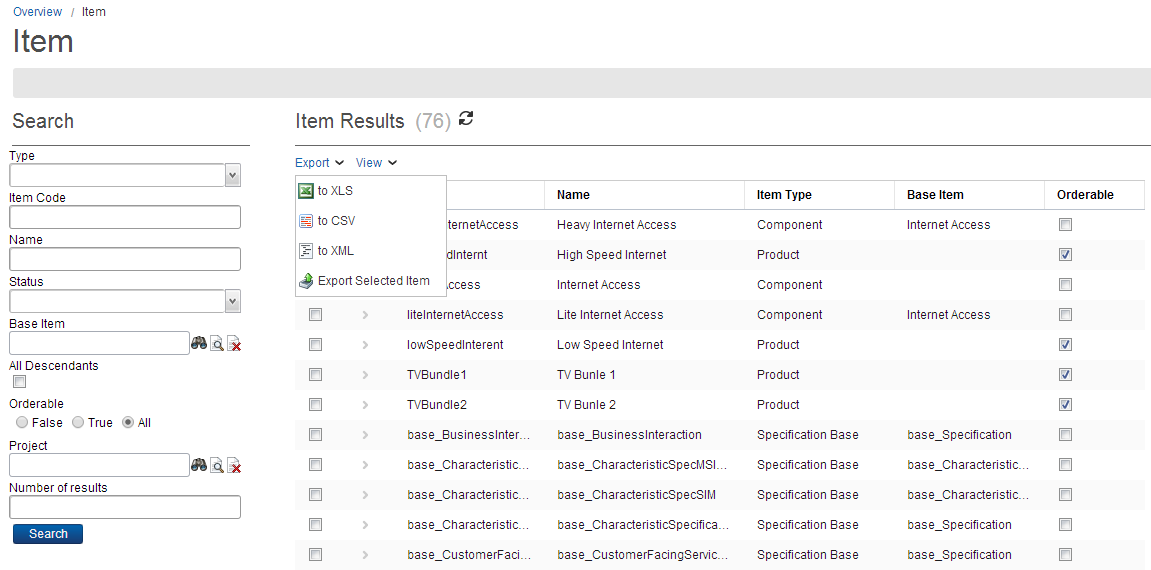 Overview / Item
Item
Search
Type
Item Code
Name
Status
Base Item
All Descendants
Orderable
False True All
Project
Number of results
Search
Item Results (76)
Export View
to XLS
to CSV
to XML
Export Selected Item
Name Item Type Base Item Orderable
ternetAccess Heavy Internet Access Component Internet Access
edInternt High Speed Internet Product
Access Internet Access Component
liteInternetAccess Lite Internet Access Component Internet Access
lowSpeedInterent Low Speed Internet Product
TVBundle1 TV Bunle 1 Product
TVBundle2 TV Bunle 2 Product
base_BusinessInter... base_BusinessInteraction Specification Base base_Specification
base_Characteristic... base_CharacteristicSpecMSI... Specification Base base_Characteristic...
base_Characteristic... base_CharacteristicSpecSIM Specification Base base_Characteristic...
base_Characteristic... base_CharacteristicSpecifica... Specification Base base_Specification
base_CustomerFaci... base_CustomerFacingServic... Specification Base base_Specification